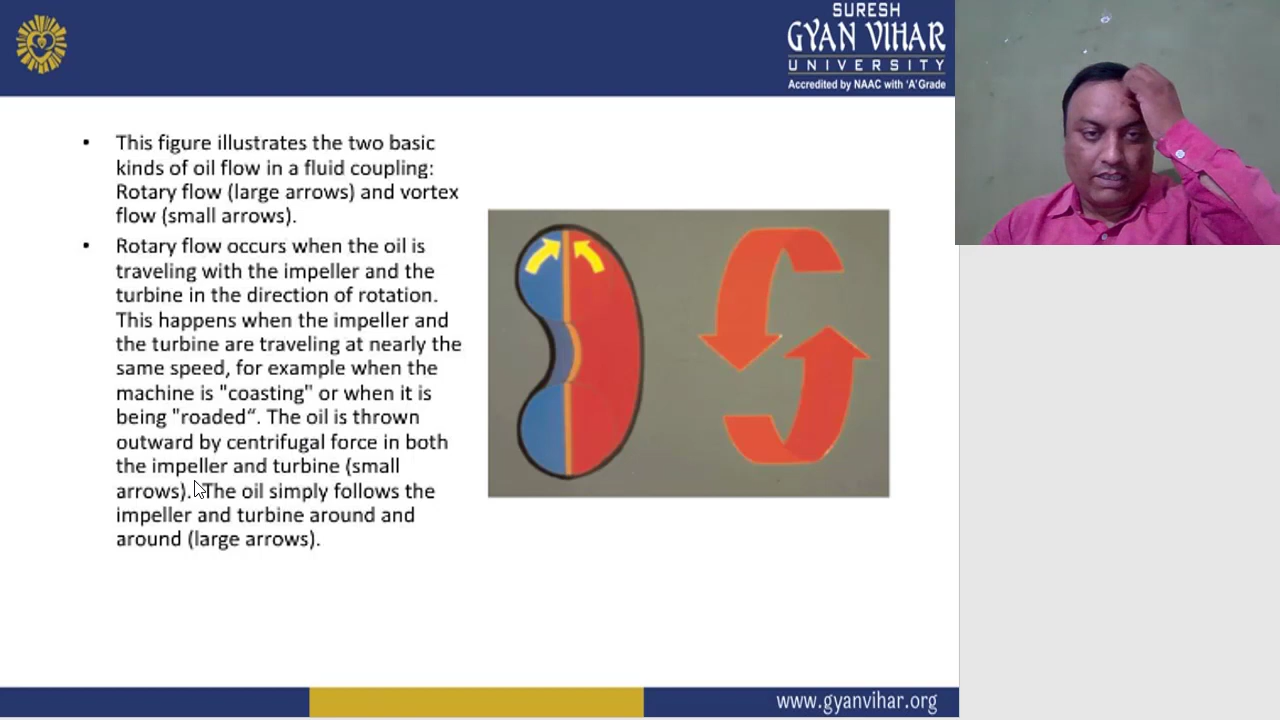 SURESH
GYAN VIHAR
UNIVERSITY
Accredited by NAAC with 'A'Grade
• This figure illustrates the two basic
kinds of oil flow in a fluid coupling:
Rotary flow (large arrows) and vortex
flow (small arrows).
• Rotary flow occurs when the oil is
traveling with the impeller and the
turbine in the direction of rotation.
This happens when the impeller and
the turbine are traveling at nearly the
same speed, for example when the
machine is "coasting" or when it is
being "roaded“. The oil is thrown
outward by centrifugal force in both
the impeller and turbine (small
arrows). The oil simply follows the
impeller and turbine around and
around (large arrows).
www.gyanvihar.org